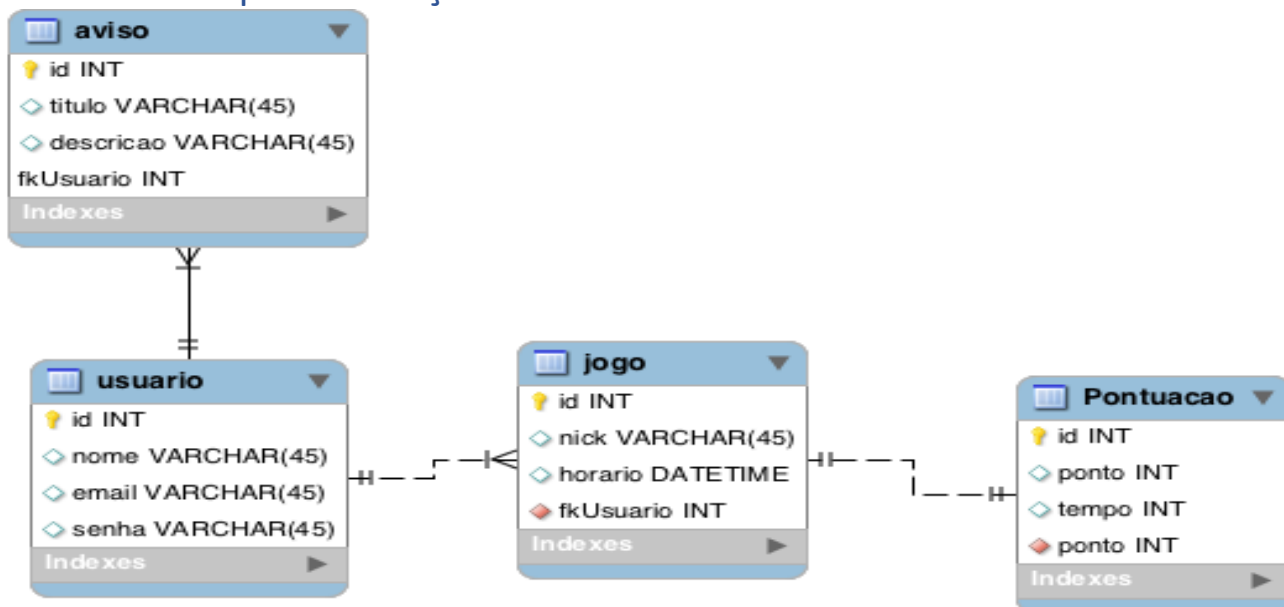 aviso
id INT
titulo VARCHAR(45)
descricao VARCHAR(45)
fkUsuario INT
Indexes
usuario
id INT
nome VARCHAR(45)
email VARCHAR(45)
senha VARCHAR(45)
Indexes
jogo
id INT
nick VARCHAR(45)
horario DATETIME
fkUsuario INT
Indexes
Pontuacao
id INT
ponto INT
tempo INT
ponto INT
Indexes